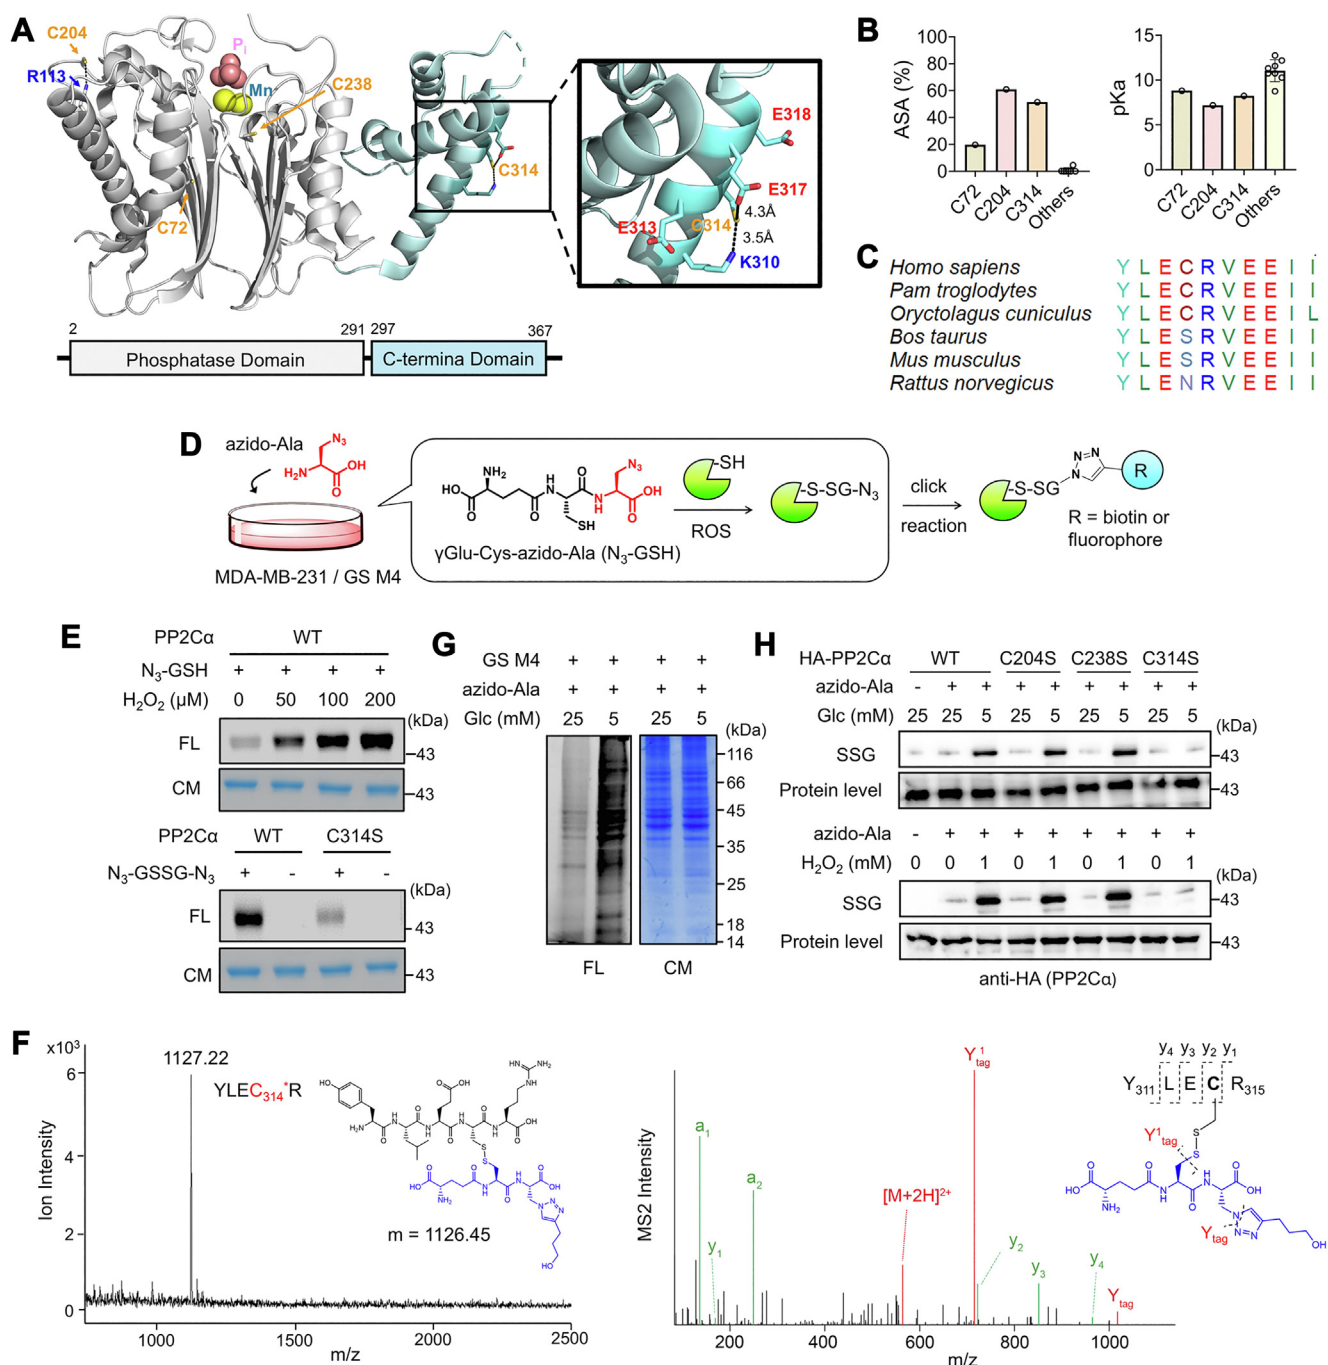 A
C204
R113
Pi
Mn
C238
C314
C72
E318
E317
4.3Å
E313
C314
3.5Å
K310
2 291 297 367
Phosphatase Domain C-termina Domain
B
ASA (%)
100
80
60
40
20
0
C72 C204 C314 Others
pKa
15
10
5
0
C72 C204 C314 Others
C
Homo sapiens Y L E C R V E E I I
Pam troglodytes Y L E C R V E E I I
Oryctolagus cuniculus Y L E C R V E E I L
Bos taurus Y L E S R V E E I I
Mus musculus Y L E S R V E E I I
Rattus norvegicus Y L E N R V E E I I
D
azido-Ala
N3
H2N OH
O
MDA-MB-231 / GS M4
NH2 O N3
HO N H H N OH
O O SH O
γGlu-Cys-azido-Ala (N3-GSH)
-SH
ROS
-S-SG-N3
click
reaction
-S-SG N N=N R
R = biotin or
fluorophore
E
PP2Cα WT
N3-GSH + + + +
H2O2 (µM) 0 50 100 200
(kDa)
FL -43
CM -43
PP2Cα WT C314S
N3-GSSG-N3 + - + -
(kDa)
FL -43
CM -43
G
GS M4 + + + +
azido-Ala + + + +
Glc (mM) 25 5 25 5
(kDa)
116
66
45
35
25
18
14
FL CM
H
HA-PP2Cα WT C204S C238S C314S
azido-Ala - + + + + + + + +
Glc (mM) 25 25 5 25 5 25 5 25 5
(kDa)
SSG -43
Protein level -43
azido-Ala - + + + + + + + +
H2O2 (mM) 0 0 1 0 1 0 1 0 1
(kDa)
SSG -43
Protein level -43
anti-HA (PP2Cα)
F
x10³
Ion Intensity
6
4
2
0
1127.22
YLEC314*R
m = 1126.45
1000 1500 2000 2500
m/z
MS2 Intensity
a1
y1
a2
[M+2H]2+
Y1tag
y2
y3
y4
Ytag
200 400 600 800 1000
m/z
y4 y3 y2 y1
Y311 L E C R315
Y1tag
Ytag